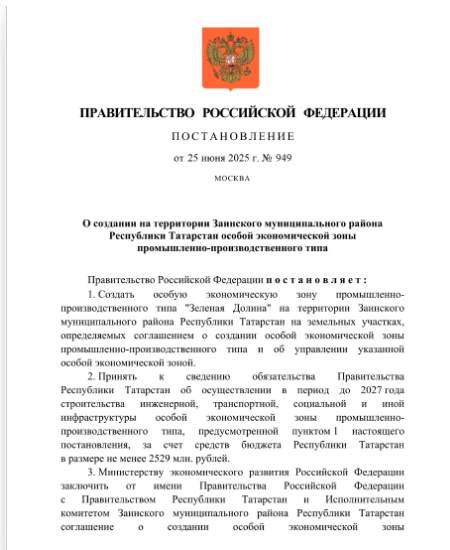 ПРАВИТЕЛЬСТВО РОССИЙСКОЙ ФЕДЕРАЦИИ
ПОСТАНОВЛЕНИЕ
от 25 июня 2025 г. № 949
МОСКВА
О создании на территории Заинского муниципального района
Республики Татарстан особой экономической зоны
промышленно-производственного типа
Правительство Российской Федерации постановляет:
1. Создать особую экономическую зону промышленно-
производственного типа "Зеленая Долина" на территории Заинского
муниципального района Республики Татарстан на земельных участках,
определяемых соглашением о создании особой экономической зоны
промышленно-производственного типа и об управлении указанной
особой экономической зоной.
2. Принять к сведению обязательства Правительства
Республики Татарстан об осуществлении в период до 2027 года
строительства инженерной, транспортной, социальной и иной
инфраструктуры особой экономической зоны промышленно-
производственного типа, предусмотренной пунктом 1 настоящего
постановления, за счет средств бюджета Республики Татарстан
в размере не менее 2529 млн. рублей.
3. Министерству экономического развития Российской Федерации
заключить от имени Правительства Российской Федерации
с Правительством Республики Татарстан и Исполнительным
комитетом Заинского муниципального района Республики Татарстан
соглашение о создании особой экономической зоны